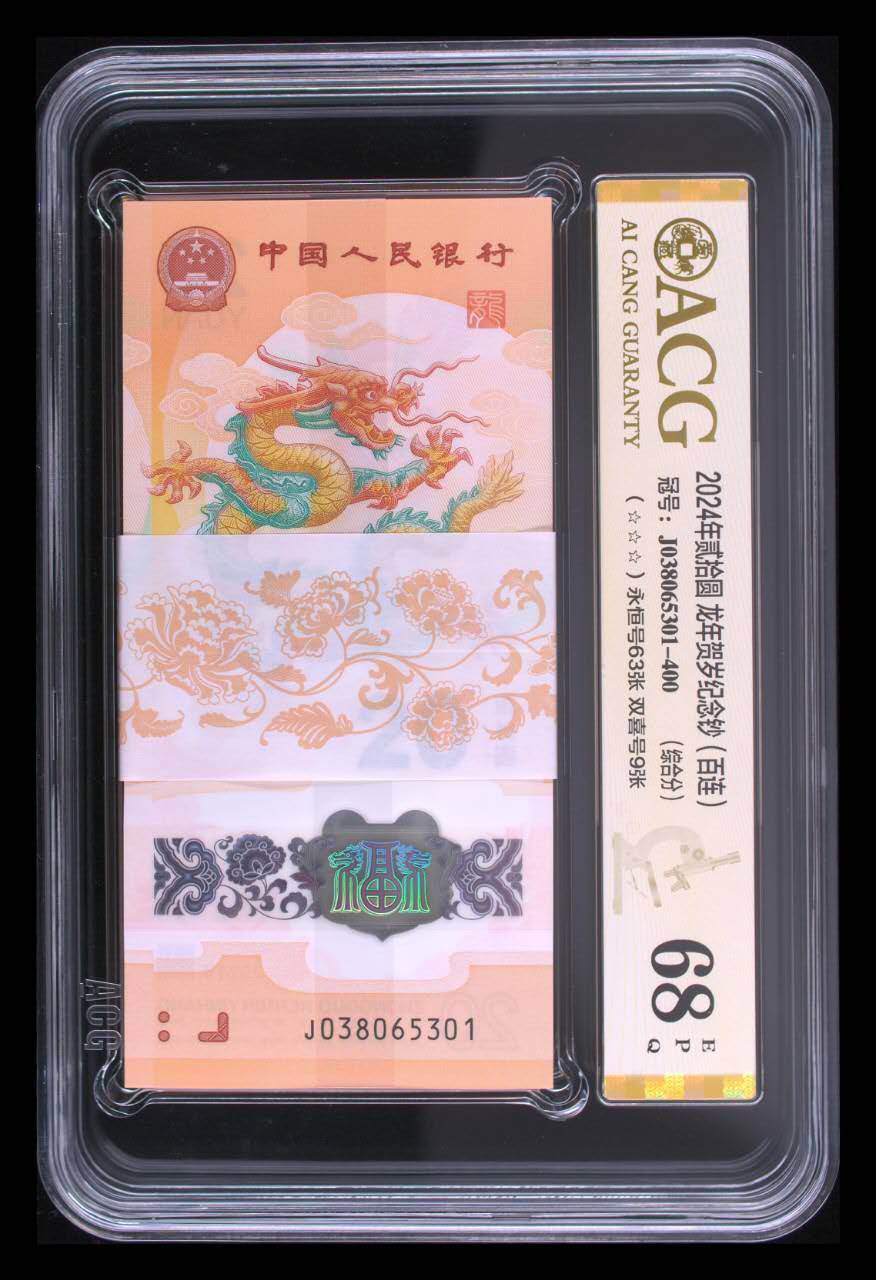 中国人民银行
龍
福
J038065301
ACG
AI CANG GUARANTY
2024年贰拾圆 龙年贺岁纪念钞（百连）
冠号：J038065301-400 （综合分）
（☆☆☆）永恒号63张 双喜号9张
68
E
P
Q
ACG